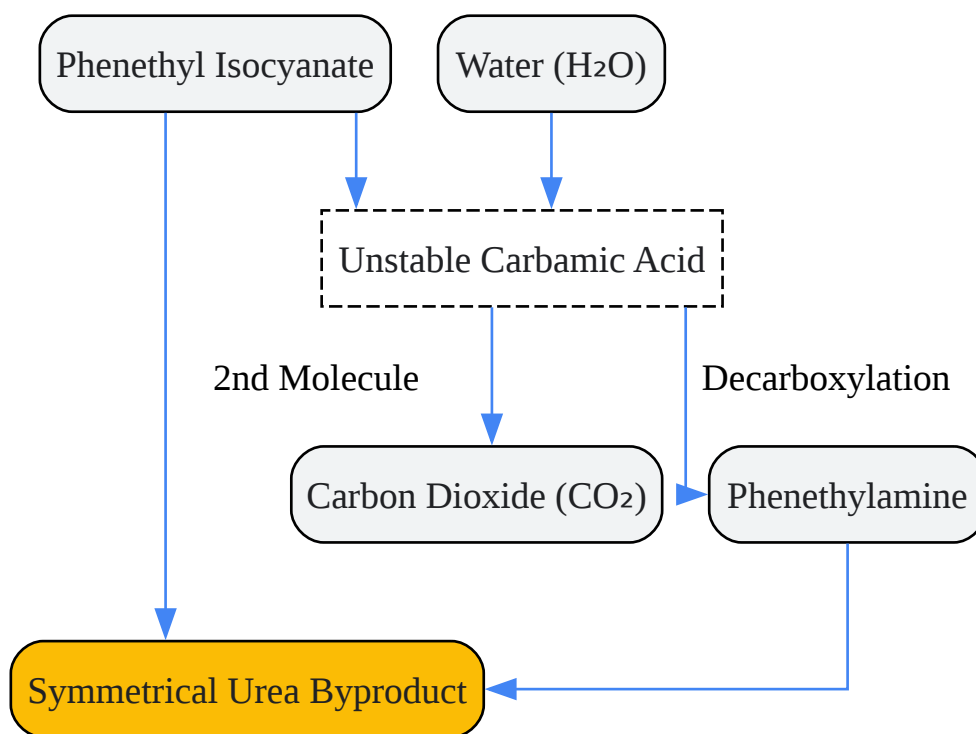 Phenethyl Isocyanate
Water (H₂O)
Unstable Carbamic Acid
2nd Molecule
Decarboxylation
Carbon Dioxide (CO₂)
Phenethylamine
Symmetrical Urea Byproduct